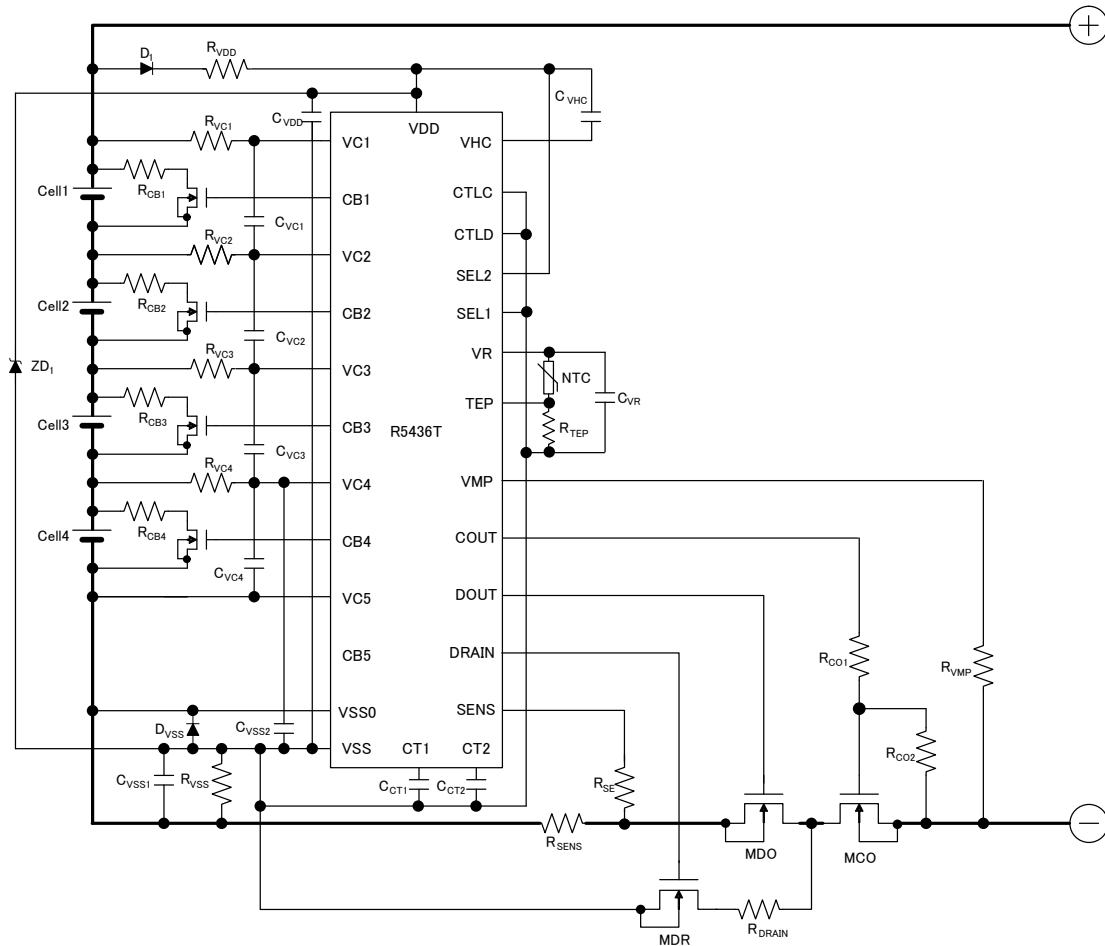 +
D1
RVDD
CVDD
CVHC
VDD
RVC1
VC1
VHC
Cell1
RCB1
CB1
CTLC
CVC1
RVC2
VC2
CTLD
SEL2
Cell2
RCB2
CB2
SEL1
CVC2
RVC3
VC3
VR
ZD1
NTC
CVR
TEP
Cell3
RCB3
CB3
R5436T
RTEP
CVC3
RVC4
VC4
VMP
Cell4
RCB4
CB4
COUT
CVC4
VC5
DOUT
CB5
DRAIN
RCO1
RVMP
VSS0
SENS
DVSS
CVSS2
VSS
CT1
CT2
RCO2
CVSS1
RVSS
CCT1
CCT2
RSE
−
RSENS
MDO
MCO
MDR
RDRAIN